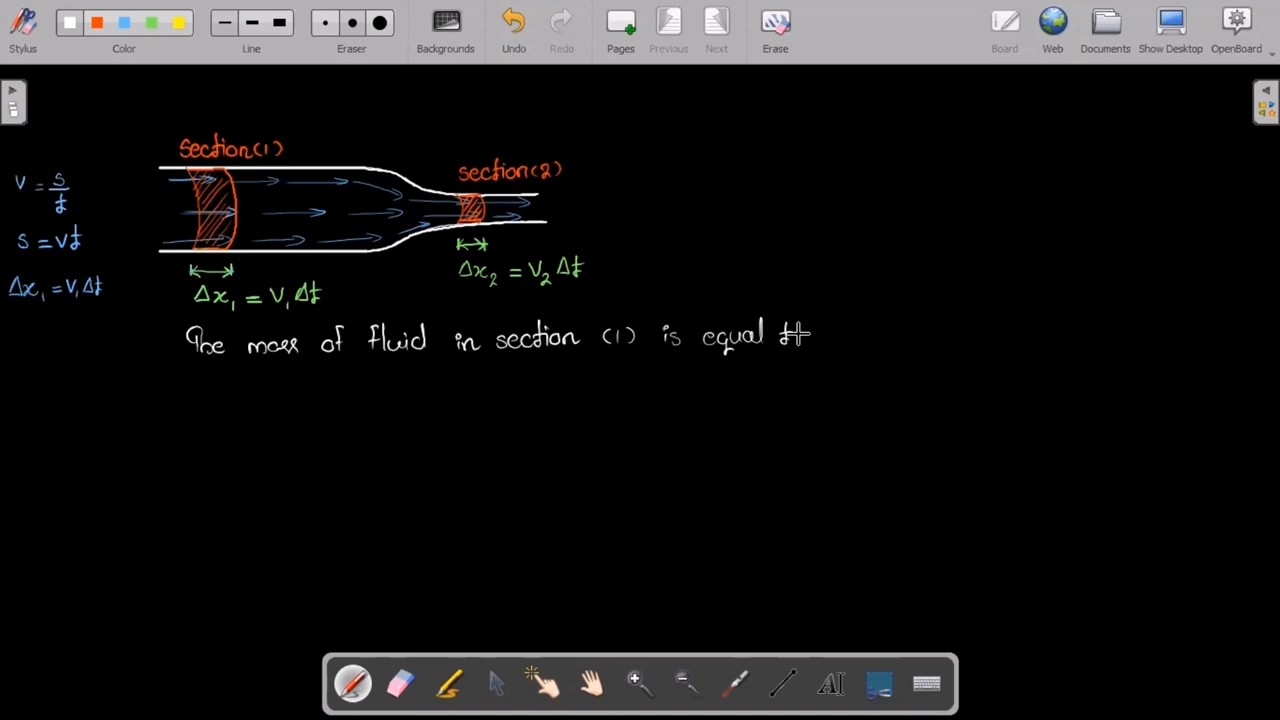 Stylus
Color
Line
Eraser
Backgrounds
Undo
Redo
Pages
Previous
Next
Erase
Board
Web
Documents
Show Desktop
OpenBoard
section(1)
section(2)
v = s/t
s = vt
Δx₁ = v₁Δt
Δx₂ = v₂Δt
Δx₁ = v₁Δt
The mass of fluid in section (1) is equal
AI